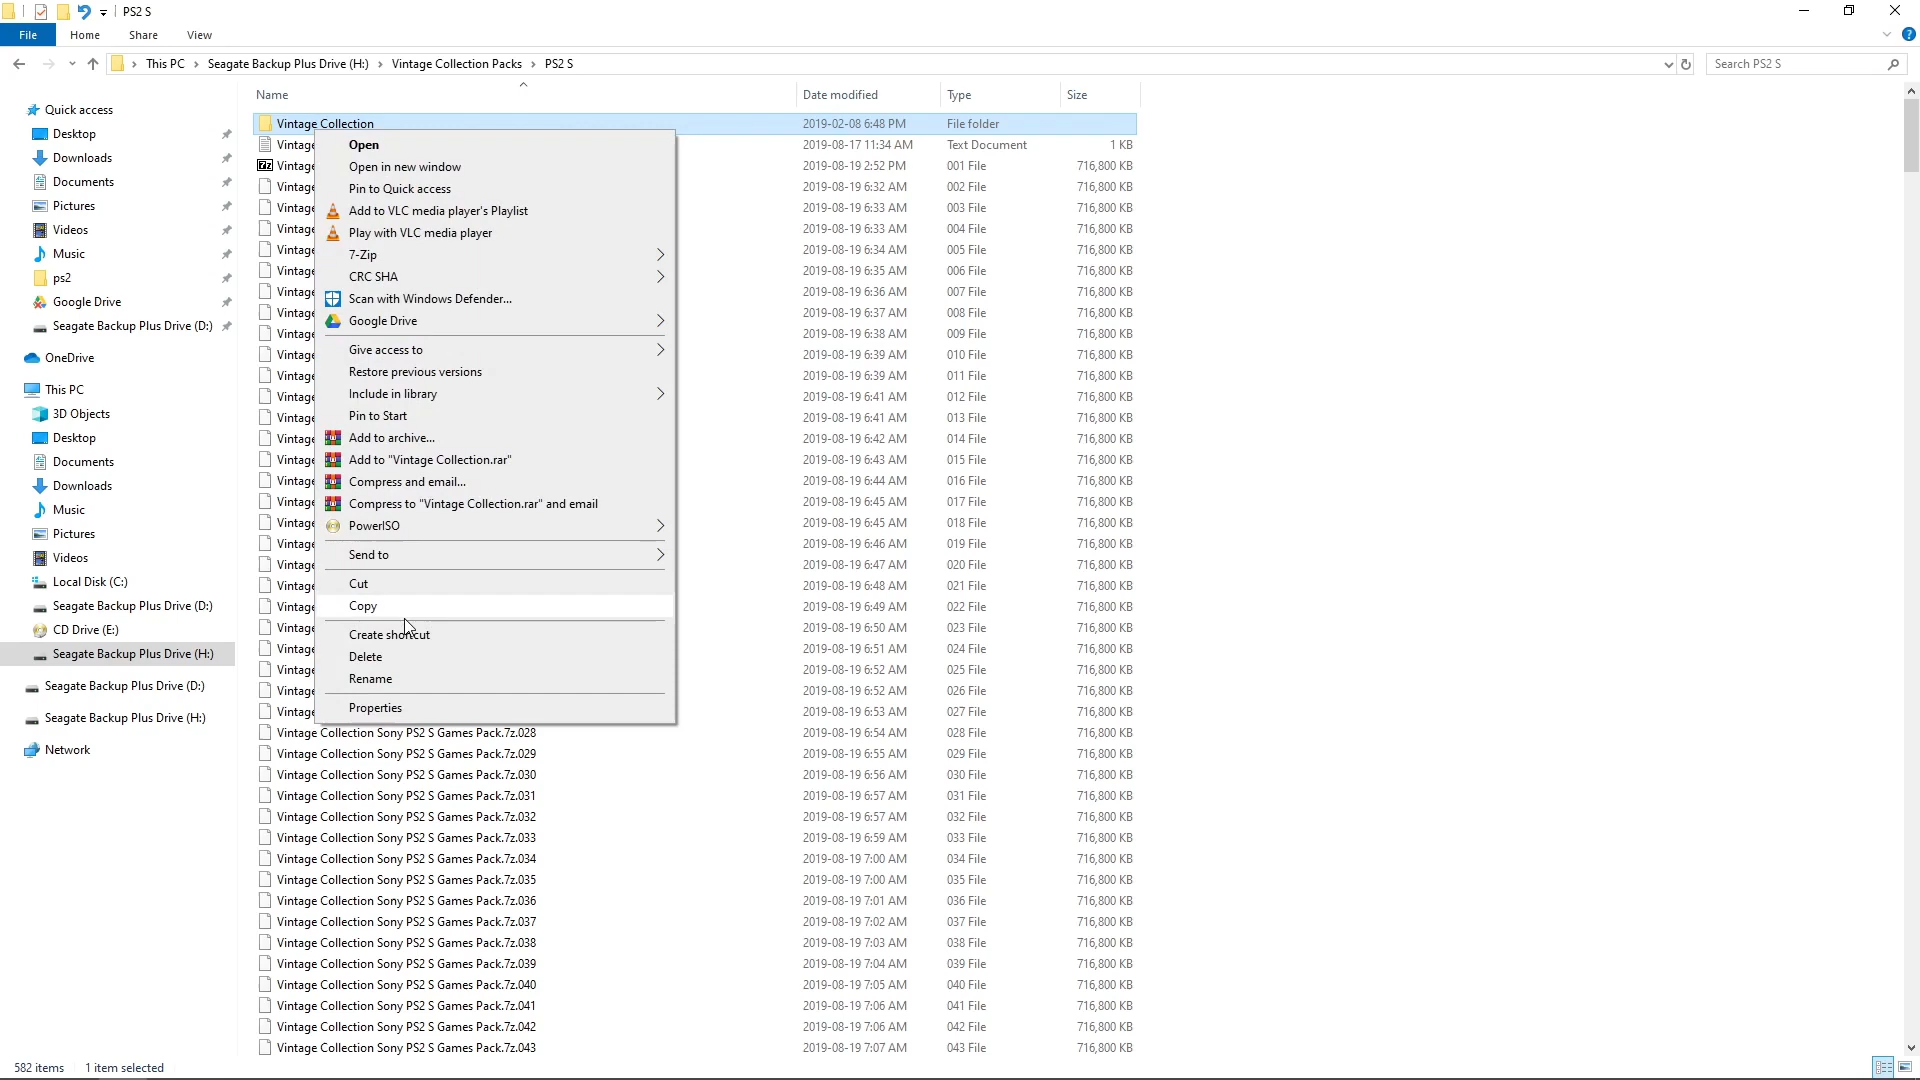 PS2 S
File
Home
Share
View
This PC
Seagate Backup Plus Drive (H:)
Vintage Collection Packs
PS2 S
Search PS2 S
Name
Date modified
Type
Size
Quick access
Desktop
Downloads
Documents
Pictures
Videos
Music
ps2
Google Drive
Seagate Backup Plus Drive (D:)
OneDrive
This PC
3D Objects
Desktop
Documents
Downloads
Music
Pictures
Videos
Local Disk (C:)
Seagate Backup Plus Drive (D:)
CD Drive (E:)
Seagate Backup Plus Drive (H:)
Seagate Backup Plus Drive (D:)
Seagate Backup Plus Drive (H:)
Network
Vintage Collection 2019-02-08 6:48 PM File folder
Vintage 2019-08-17 11:34 AM Text Document 1 KB
7z Vintage 2019-08-19 2:52 PM 001 File 716,800 KB
Vintage 2019-08-19 6:32 AM 002 File 716,800 KB
Vintage 2019-08-19 6:33 AM 003 File 716,800 KB
Vintage 2019-08-19 6:33 AM 004 File 716,800 KB
Vintage 2019-08-19 6:34 AM 005 File 716,800 KB
Vintage 2019-08-19 6:35 AM 006 File 716,800 KB
Vintage 2019-08-19 6:36 AM 007 File 716,800 KB
Vintage 2019-08-19 6:37 AM 008 File 716,800 KB
Vintage 2019-08-19 6:38 AM 009 File 716,800 KB
Vintage 2019-08-19 6:39 AM 010 File 716,800 KB
Vintage 2019-08-19 6:39 AM 011 File 716,800 KB
Vintage 2019-08-19 6:41 AM 012 File 716,800 KB
Vintage 2019-08-19 6:41 AM 013 File 716,800 KB
Vintage 2019-08-19 6:42 AM 014 File 716,800 KB
Vintage 2019-08-19 6:43 AM 015 File 716,800 KB
Vintage 2019-08-19 6:44 AM 016 File 716,800 KB
Vintage 2019-08-19 6:45 AM 017 File 716,800 KB
Vintage 2019-08-19 6:45 AM 018 File 716,800 KB
Vintage 2019-08-19 6:46 AM 019 File 716,800 KB
Vintage 2019-08-19 6:47 AM 020 File 716,800 KB
Vintage 2019-08-19 6:48 AM 021 File 716,800 KB
Vintage 2019-08-19 6:49 AM 022 File 716,800 KB
Vintage 2019-08-19 6:50 AM 023 File 716,800 KB
Vintage 2019-08-19 6:51 AM 024 File 716,800 KB
Vintage 2019-08-19 6:52 AM 025 File 716,800 KB
Vintage 2019-08-19 6:52 AM 026 File 716,800 KB
Vintage 2019-08-19 6:53 AM 027 File 716,800 KB
Vintage Collection Sony PS2 S Games Pack.7z.028 2019-08-19 6:54 AM 028 File 716,800 KB
Vintage Collection Sony PS2 S Games Pack.7z.029 2019-08-19 6:55 AM 029 File 716,800 KB
Vintage Collection Sony PS2 S Games Pack.7z.030 2019-08-19 6:56 AM 030 File 716,800 KB
Vintage Collection Sony PS2 S Games Pack.7z.031 2019-08-19 6:57 AM 031 File 716,800 KB
Vintage Collection Sony PS2 S Games Pack.7z.032 2019-08-19 6:57 AM 032 File 716,800 KB
Vintage Collection Sony PS2 S Games Pack.7z.033 2019-08-19 6:59 AM 033 File 716,800 KB
Vintage Collection Sony PS2 S Games Pack.7z.034 2019-08-19 7:00 AM 034 File 716,800 KB
Vintage Collection Sony PS2 S Games Pack.7z.035 2019-08-19 7:00 AM 035 File 716,800 KB
Vintage Collection Sony PS2 S Games Pack.7z.036 2019-08-19 7:01 AM 036 File 716,800 KB
Vintage Collection Sony PS2 S Games Pack.7z.037 2019-08-19 7:02 AM 037 File 716,800 KB
Vintage Collection Sony PS2 S Games Pack.7z.038 2019-08-19 7:03 AM 038 File 716,800 KB
Vintage Collection Sony PS2 S Games Pack.7z.039 2019-08-19 7:04 AM 039 File 716,800 KB
Vintage Collection Sony PS2 S Games Pack.7z.040 2019-08-19 7:05 AM 040 File 716,800 KB
Vintage Collection Sony PS2 S Games Pack.7z.041 2019-08-19 7:06 AM 041 File 716,800 KB
Vintage Collection Sony PS2 S Games Pack.7z.042 2019-08-19 7:06 AM 042 File 716,800 KB
Vintage Collection Sony PS2 S Games Pack.7z.043 2019-08-19 7:07 AM 043 File 716,800 KB
Open
Open in new window
Pin to Quick access
Add to VLC media player's Playlist
Play with VLC media player
7-Zip
CRC SHA
Scan with Windows Defender...
Google Drive
Give access to
Restore previous versions
Include in library
Pin to Start
Add to archive...
Add to "Vintage Collection.rar"
Compress and email...
Compress to "Vintage Collection.rar" and email
PowerISO
Send to
Cut
Copy
Create shortcut
Delete
Rename
Properties
582 items
1 item selected